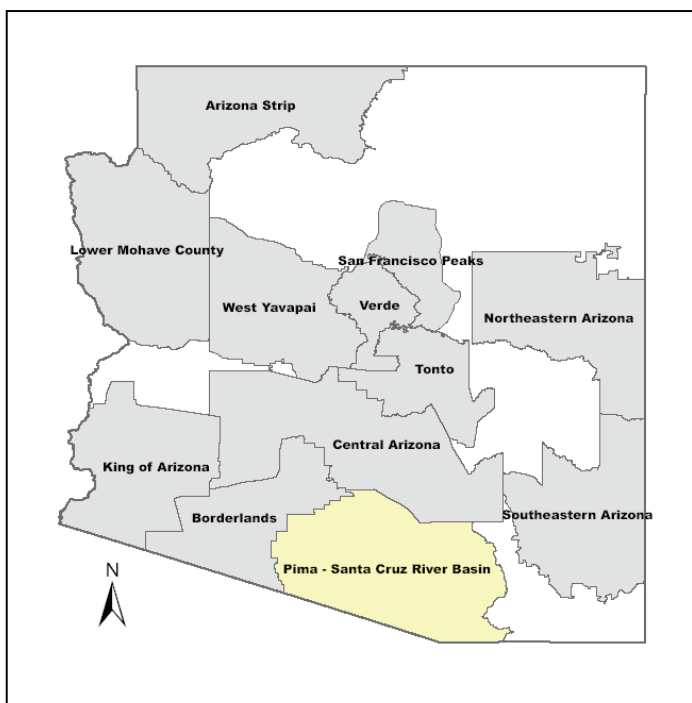 Arizona Strip
Lower Mohave County
San Francisco Peaks
West Yavapai
Verde
Northeastern Arizona
Tonto
Central Arizona
King of Arizona
Borderlands
Southeastern Arizona
Pima - Santa Cruz River Basin
N